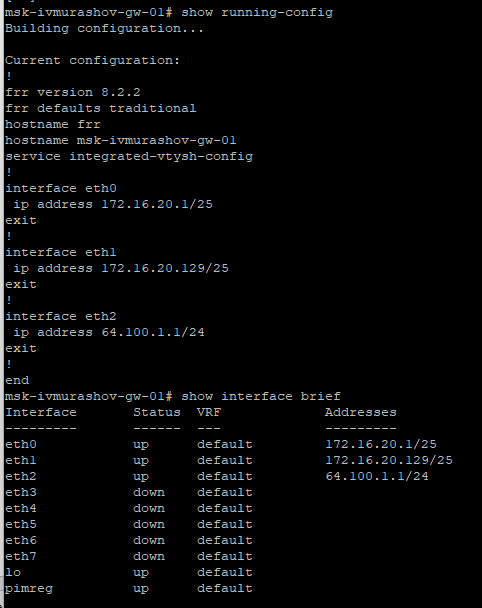 msk-ivmurashov-gw-01# show running-config
Building configuration...
Current configuration:
!
frr version 8.2.2
frr defaults traditional
hostname frr
hostname msk-ivmurashov-gw-01
service integrated-vtysh-config
!
interface eth0
 ip address 172.16.20.1/25
exit
!
interface eth1
 ip address 172.16.20.129/25
exit
!
interface eth2
 ip address 64.100.1.1/24
exit
!
end
msk-ivmurashov-gw-01# show interface brief
Interface       Status  VRF             Addresses
---------       ------  ---             ---------
eth0            up      default         172.16.20.1/25
eth1            up      default         172.16.20.129/25
eth2            up      default         64.100.1.1/24
eth3            down    default
eth4            down    default
eth5            down    default
eth6            down    default
eth7            down    default
lo              up      default
pimreg          up      default